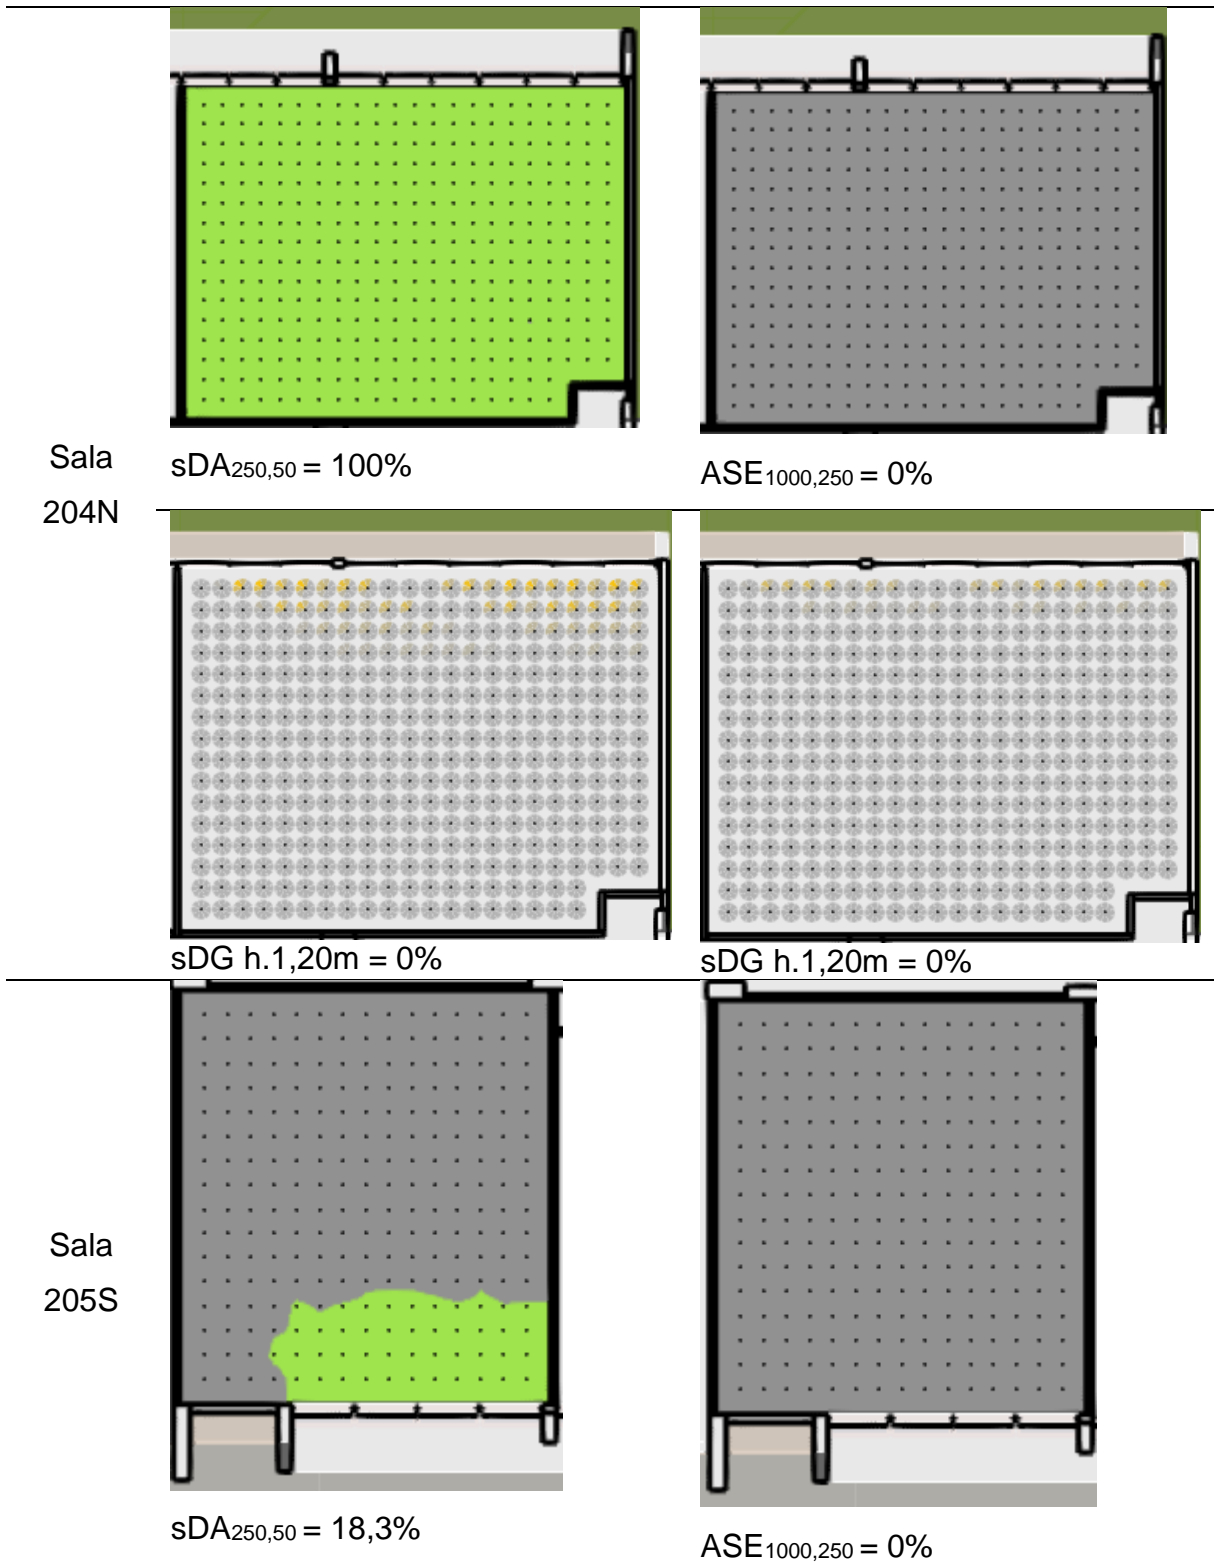 Sala
204N
sDA250,50 = 100%
ASE1000,250 = 0%
sDG h.1,20m = 0%
sDG h.1,20m = 0%
Sala
205S
sDA250,50 = 18,3%
ASE1000,250 = 0%